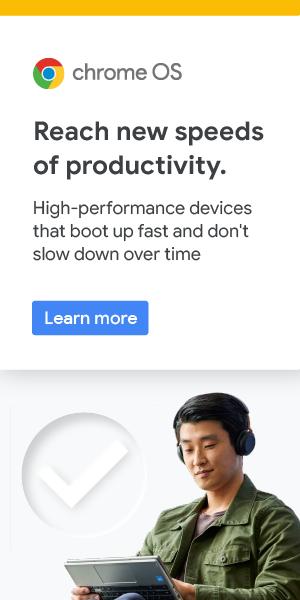 chrome OS
Reach new speeds
of productivity.
High-performance devices
that boot up fast and don't
slow down over time
Learn more